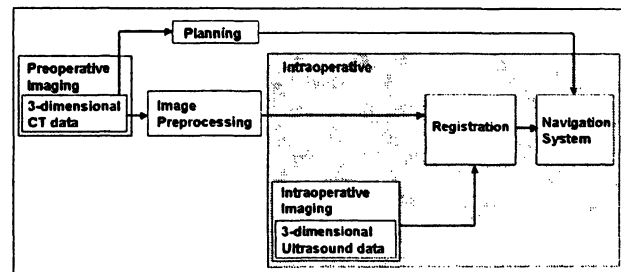 Planning
Preoperative
Imaging
3-dimensional
CT data
Image
Preprocessing
Intraoperative
Registration
Navigation
System
Intraoperative
Imaging
3-dimensional
Ultrasound data